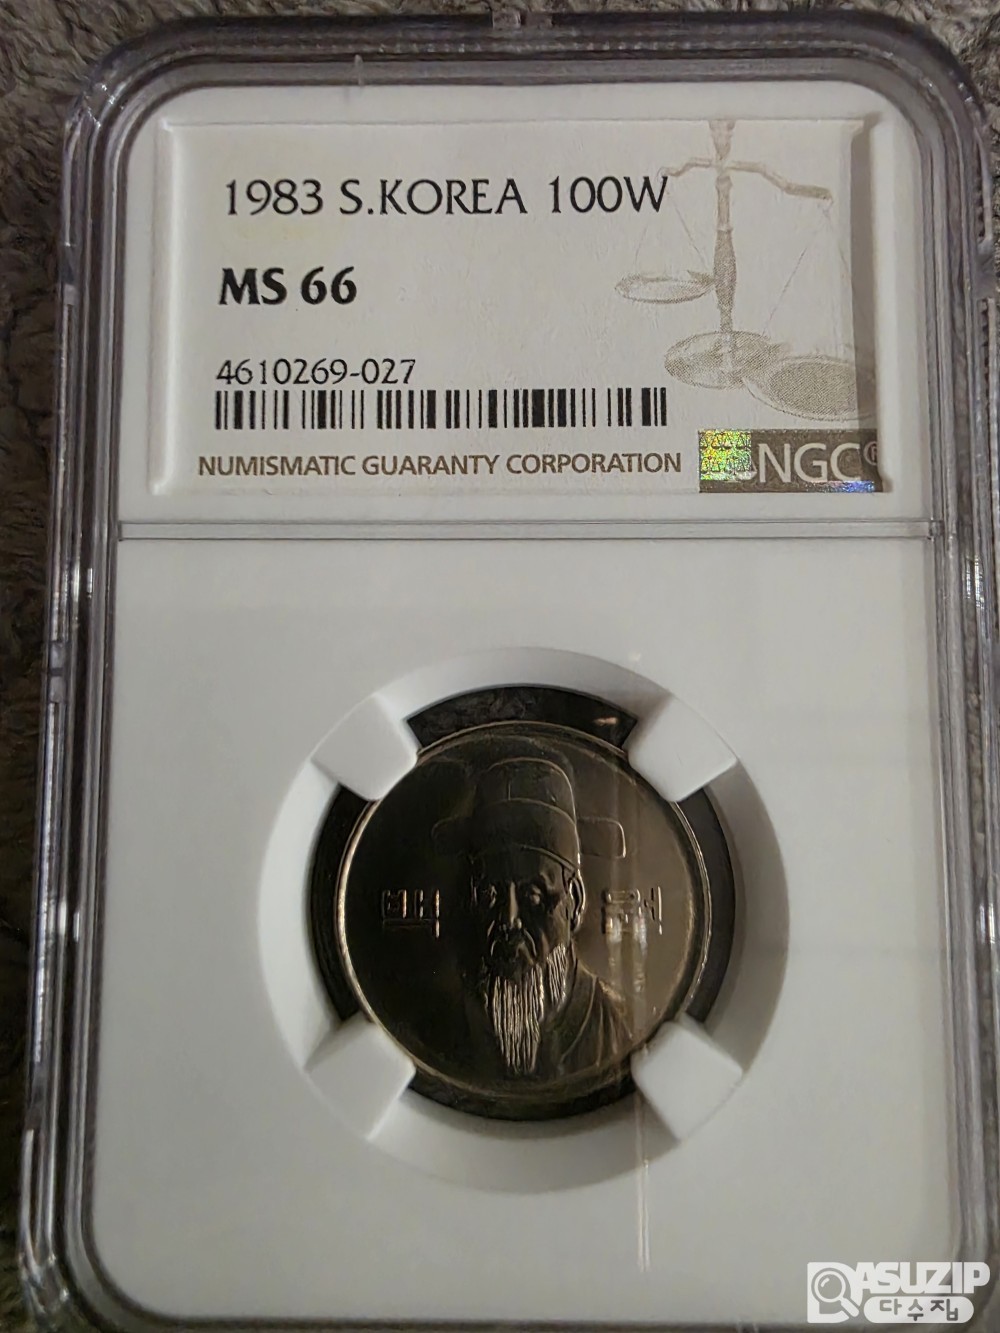 1983 S.KOREA 100W
MS 66
4610269-027
NUMISMATIC GUARANTY CORPORATION
NGC®
백 원
DASUZIP
다수집